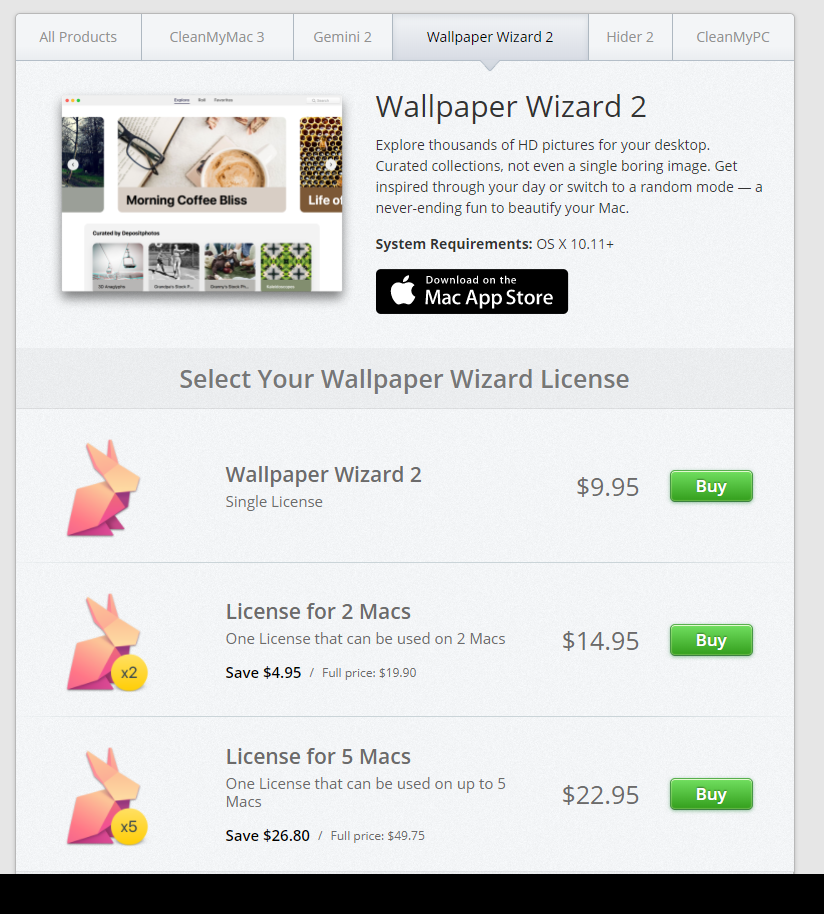 All Products CleanMyMac 3 Gemini 2 Wallpaper Wizard 2 Hider 2 CleanMyPC
Explore Roll Favorites Search
Morning Coffee Bliss
Life of
Curated by Depositphotos
3D Anaglyphs Grandpa's Stock F... Granny's Stock Ph... Kaleidoscopes
Wallpaper Wizard 2
Explore thousands of HD pictures for your desktop.
Curated collections, not even a single boring image. Get
inspired through your day or switch to a random mode — a
never-ending fun to beautify your Mac.
System Requirements: OS X 10.11+
Download on the
Mac App Store
Select Your Wallpaper Wizard License
Wallpaper Wizard 2
Single License
$9.95
Buy
License for 2 Macs
One License that can be used on 2 Macs
Save $4.95 / Full price: $19.90
x2
$14.95
Buy
License for 5 Macs
One License that can be used on up to 5
Macs
Save $26.80 / Full price: $49.75
x5
$22.95
Buy